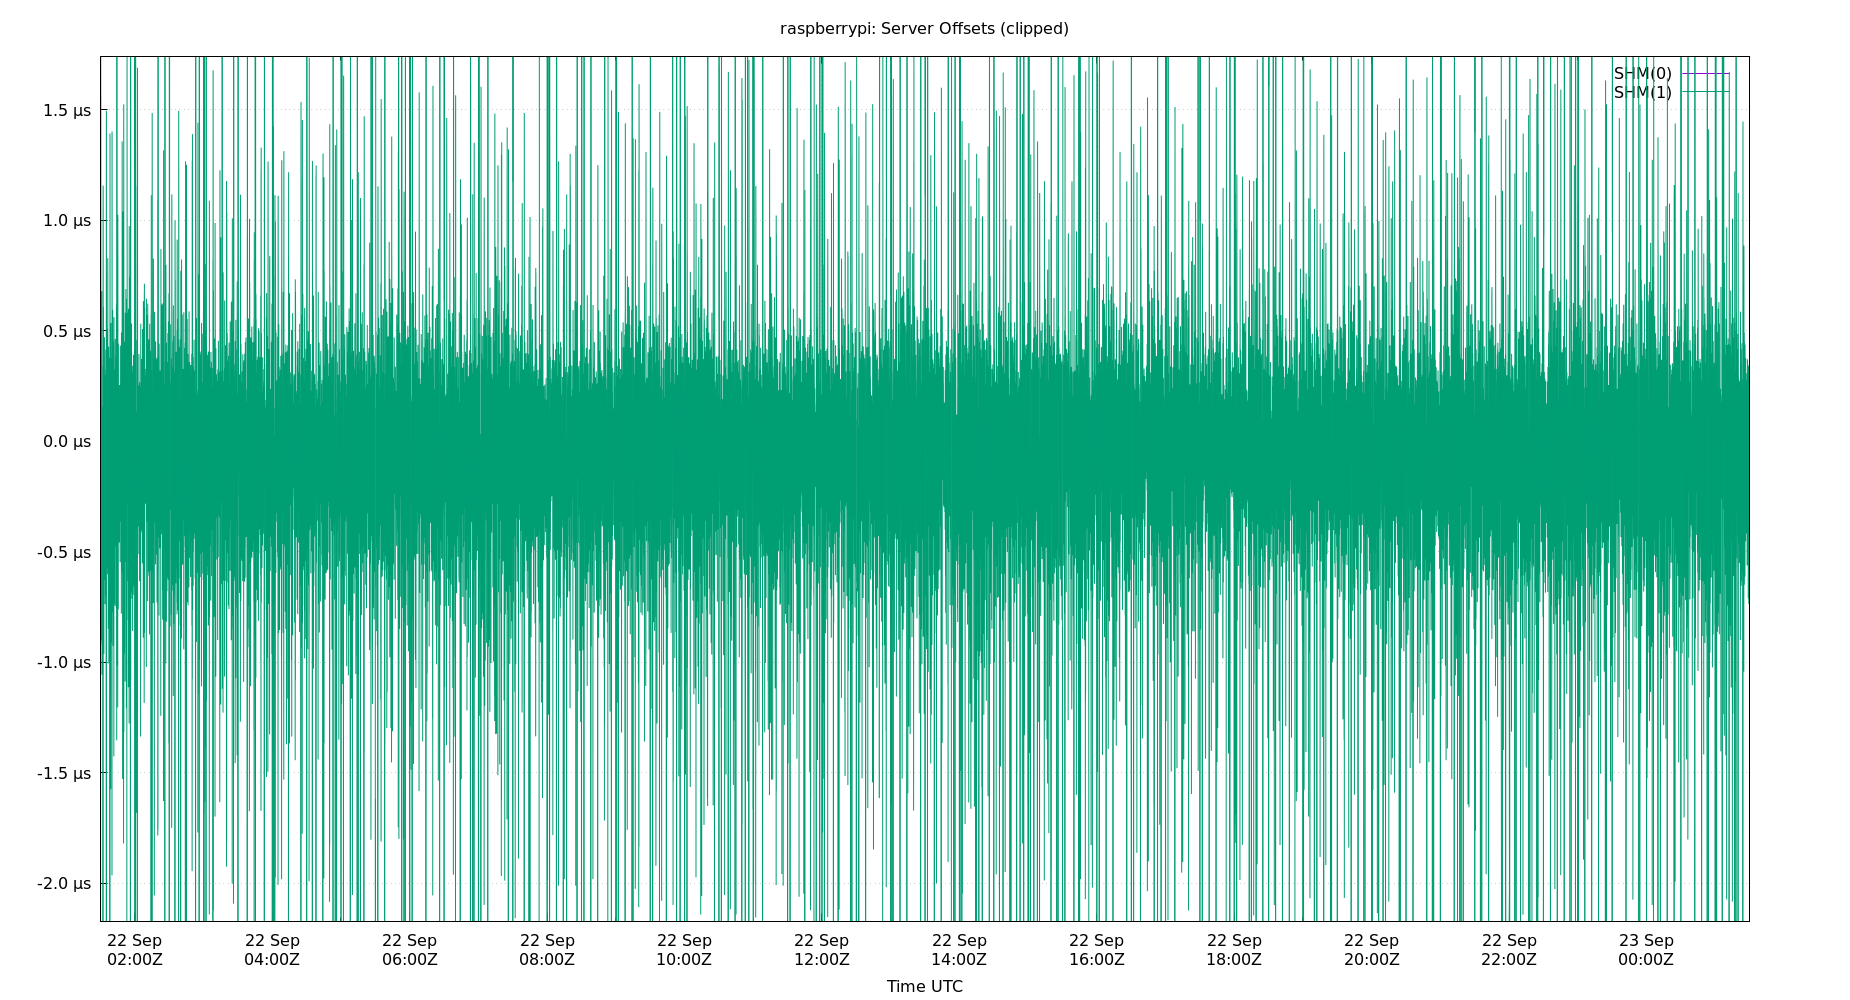 raspberrypi: Server Offsets (clipped)
SHM(0)
SHM(1)
1.5 µs
1.0 µs
0.5 µs
0.0 µs
-0.5 µs
-1.0 µs
-1.5 µs
-2.0 µs
22 Sep 22 Sep 22 Sep 22 Sep 22 Sep 22 Sep 22 Sep 22 Sep 22 Sep 22 Sep 22 Sep 23 Sep
02:00Z 04:00Z 06:00Z 08:00Z 10:00Z 12:00Z 14:00Z 16:00Z 18:00Z 20:00Z 22:00Z 00:00Z
Time UTC